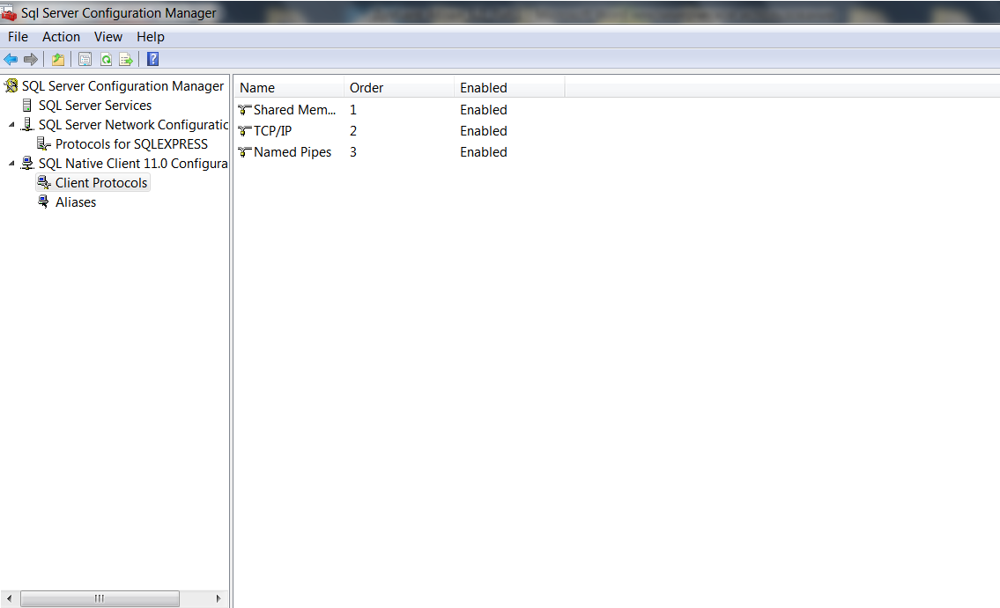 Sql Server Configuration Manager
File Action View Help
SQL Server Configuration Manager
SQL Server Services
SQL Server Network Configuratic
Protocols for SQLEXPRESS
SQL Native Client 11.0 Configura
Client Protocols
Aliases
Name Order Enabled
Shared Mem... 1 Enabled
TCP/IP 2 Enabled
Named Pipes 3 Enabled